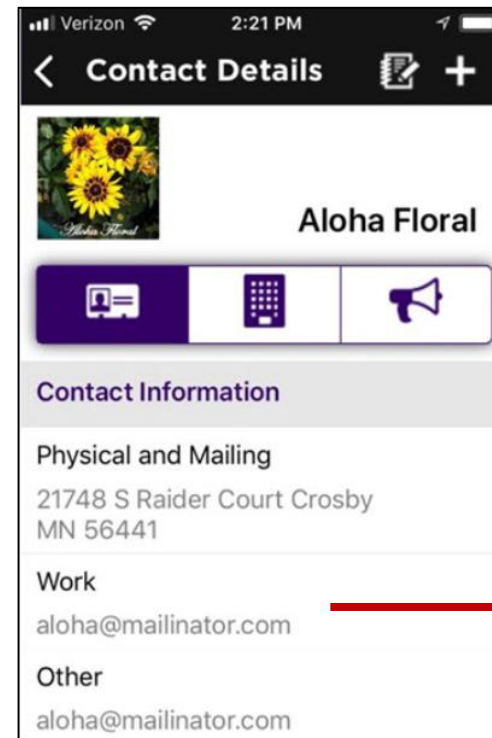 Verizon 2:21 PM
Contact Details
Aloha Floral
Aloha Floral
Contact Information
Physical and Mailing
21748 S Raider Court Crosby
MN 56441
Work
aloha@mailinator.com
Other
aloha@mailinator.com